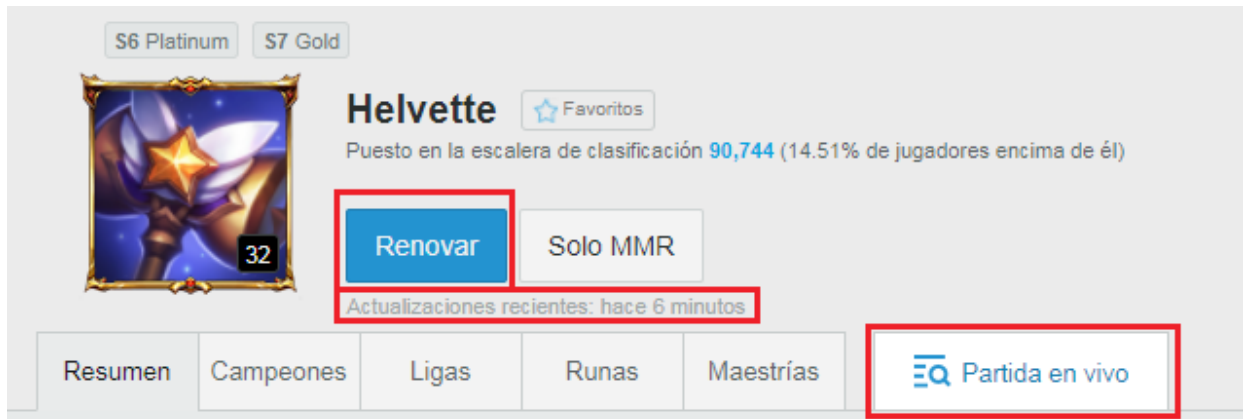 S6 Platinum S7 Gold
Helvette Favoritos
Puesto en la escalera de clasificación 90,744 (14.51% de jugadores encima de él)
Renovar Solo MMR
32
Actualizaciones recientes: hace 6 minutos
Resumen Campeones Ligas Runas Maestrías Partida en vivo